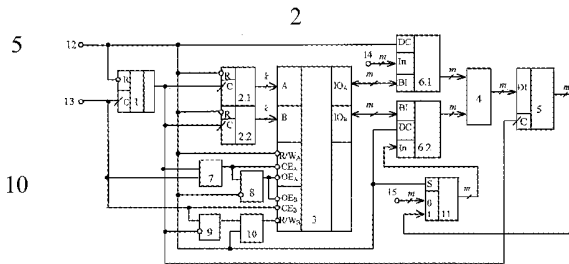 2
5
12
DC
14 m
In
BI
6.1
m
R
C
2.1
k
A
IOA
m
1
13
C
R
C
2.2
k
B
IOB
m
BI
DC
In
6.2
m
4
m
DI
5
C
m
R/WA
CEA
OEA
7
8
OEB
CEB
R/WB
3
10
9
10
15 m
S
0
1
11
m
m